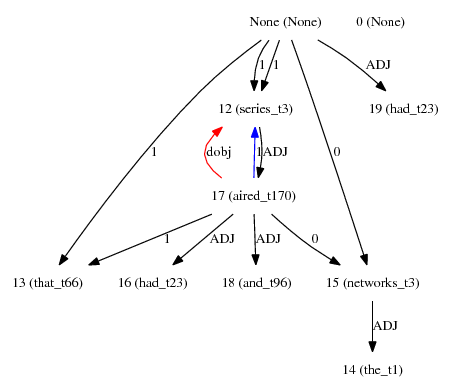 None (None) 0 (None)
1 1 ADJ
12 (series_t3) 19 (had_t23)
dobj 1 ADJ 1 0
17 (aired_t170)
1 ADJ ADJ 0
13 (that_t66) 16 (had_t23) 18 (and_t96) 15 (networks_t3)
ADJ
14 (the_t1)